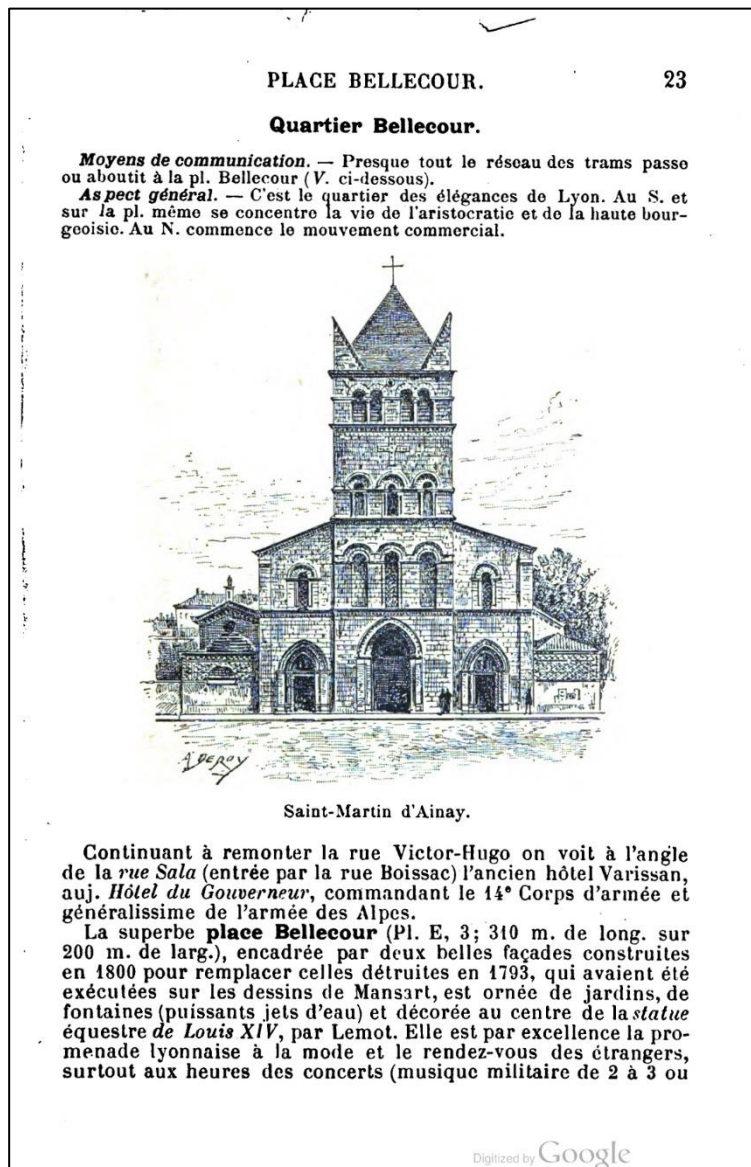 PLACE BELLECOUR. 23
Quartier Bellecour.
Moyens de communication. — Presque tout le réseau des trams passe
ou aboutit à la pl. Bellecour (V. ci-dessous).
Aspect général. — C'est le quartier des élégances de Lyon. Au S. et
sur la pl. même se concentre la vie de l'aristocratie et de la haute bour-
geoisie. Au N. commence le mouvement commercial.
A. DEROY
Saint-Martin d'Ainay.
Continuant à remonter la rue Victor-Hugo on voit à l'angle
de la rue Sala (entrée par la rue Boissac) l'ancien hôtel Varissan,
auj. Hôtel du Gouverneur, commandant le 14e Corps d'armée et
généralissime de l'armée des Alpes.
La superbe place Bellecour (Pl. E, 3; 310 m. de long. sur
200 m. de larg.), encadrée par deux belles façades construites
en 1800 pour remplacer celles détruites en 1793, qui avaient été
exécutées sur les dessins de Mansart, est ornée de jardins, de
fontaines (puissants jets d'eau) et décorée au centre de la statue
équestre de Louis XIV, par Lemot. Elle est par excellence la pro-
menade lyonnaise à la mode et le rendez-vous des étrangers,
surtout aux heures des concerts (musique militaire de 2 à 3 ou
Digitized by Google